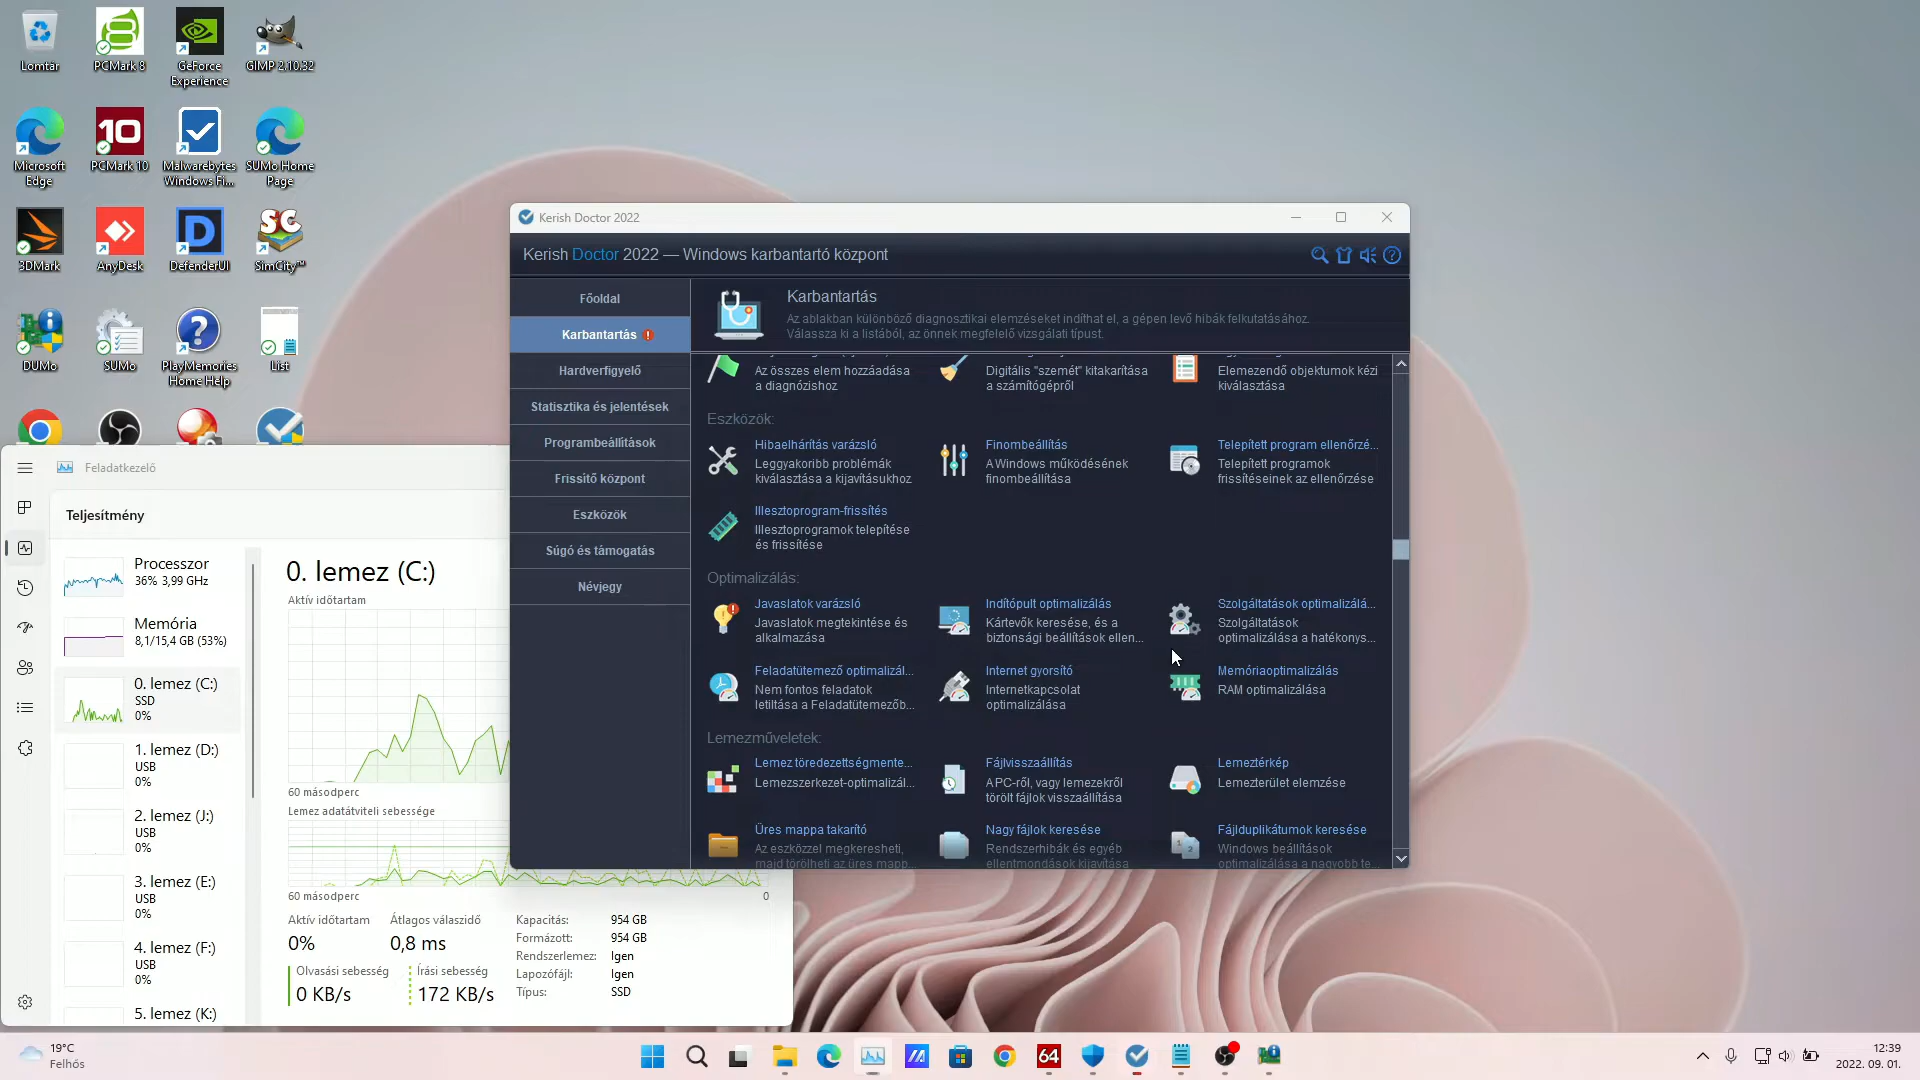 Lomtár
PCMark 8
GeForce
Experience
GIMP 2.10.32
Microsoft
Edge
10
PCMark 10
Malwarebytes
Windows Fi...
SUMo Home
Page
3DMark
AnyDesk
D
DefenderUI
SC
SimCity™
DUMo
SUMo
PlayMemories
Home Help
List
Feladatkezelő
Teljesítmény
Processzor
36% 3,99 GHz
Memória
8,1/15,4 GB (53%)
0. lemez (C:)
SSD
0%
1. lemez (D:)
USB
0%
2. lemez (J:)
USB
0%
3. lemez (E:)
USB
0%
4. lemez (F:)
USB
0%
5. lemez (K:)
0. lemez (C:)
Aktív időtartam
60 másodperc
Lemez adatátviteli sebessége
60 másodperc
0
Aktív időtartam
0%
Átlagos válaszidő
0,8 ms
Olvasási sebesség
0 KB/s
Írási sebesség
172 KB/s
Kapacitás: 954 GB
Formázott: 954 GB
Rendszerlemez: Igen
Lapozófájl: Igen
Típus: SSD
Kerish Doctor 2022
Kerish Doctor 2022 — Windows karbantartó központ
Főoldal
Karbantartás
Hardverfigyelő
Statisztika és jelentések
Programbeállítások
Frissítő központ
Eszközök
Súgó és támogatás
Névjegy
Karbantartás
Az ablakban különböző diagnosztikai elemzéseket indíthat el, a gépen levő hibák felkutatásához.
Válassza ki a listából, az önnek megfelelő vizsgálati típust.
Az összes elem hozzáadása
a diagnózishoz
Digitális "szemét" kitakarítása
a számítógépről
Elemezendő objektumok kézi
kiválasztása
Eszközök:
Hibaelhárítás varázsló
Leggyakoribb problémák
kiválasztása a kijavításukhoz
Finombeállítás
A Windows működésének
finombeállítása
Telepített program ellenőrzé...
Telepített programok
frissítéseinek az ellenőrzése
Illesztoprogram-frissítés
Illesztoprogramok telepítése
és frissítése
Optimalizálás:
Javaslatok varázsló
Javaslatok megtekintése és
alkalmazása
Indítópult optimalizálás
Kártevők keresése, és a
biztonsági beállítások ellen...
Szolgáltatások optimalizálá...
Szolgáltatások
optimalizálása a hatékonys...
Feladatütemező optimalizál...
Nem fontos feladatok
letiltása a Feladatütemezőb...
Internet gyorsító
Internetkapcsolat
optimalizálása
Memóriaoptimalizálás
RAM optimalizálása
Lemezműveletek:
Lemez töredezettségmente...
Lemezszerkezet-optimalizál...
Fájlvisszaállítás
A PC-ről, vagy lemezekről
törölt fájlok visszaállítása
Lemeztérkép
Lemezterület elemzése
Üres mappa takarító
Az eszközzel megkeresheti,
majd törölheti az üres mapp...
Nagy fájlok keresése
Rendszerhibák és egyéb
ellentmondások kijavítása
Fájlduplikátumok keresése
Windows beállítások
optimalizálása a nagyobb te...
19°C
Felhős
64
12:39
2022. 09. 01.